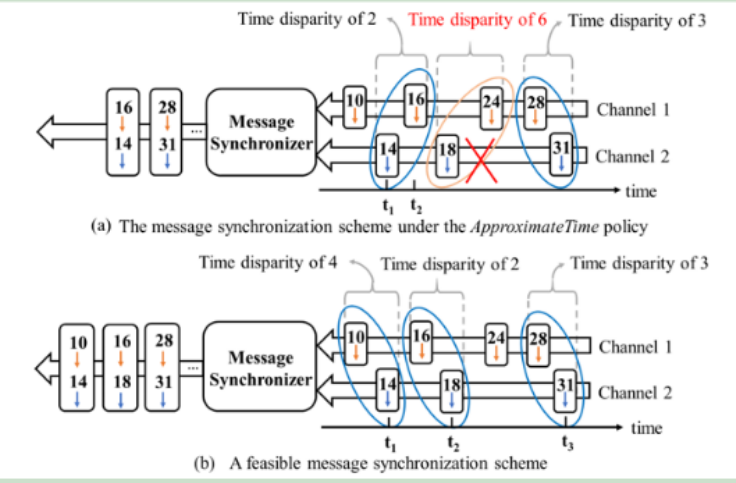 Time disparity of 2 Time disparity of 6 Time disparity of 3
10 16 24 28 Channel 1
16 28
Message
14 31 ... Synchronizer
14 18 31 Channel 2
time
t1 t2
(a) The message synchronization scheme under the ApproximateTime policy
Time disparity of 4 Time disparity of 2 Time disparity of 3
10 16 24 28 Channel 1
10 16 28
Message
14 18 31 ... Synchronizer
14 18 31 Channel 2
time
t1 t2 t3
(b) A feasible message synchronization scheme